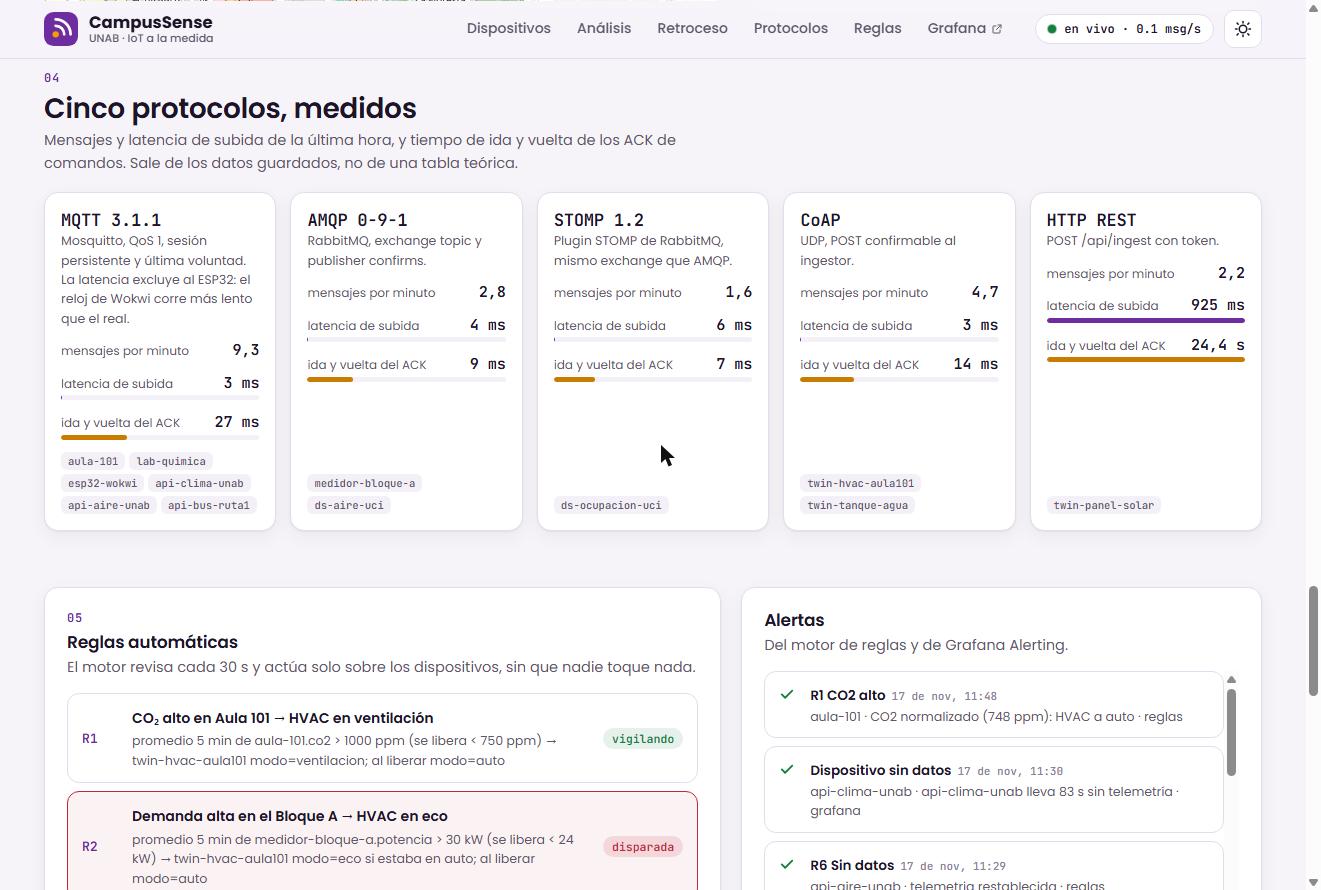 CampusSense
UNAB · IoT a la medida
Dispositivos Análisis Retroceso Protocolos Reglas Grafana
en vivo · 0.1 msg/s
04
Cinco protocolos, medidos
Mensajes y latencia de subida de la última hora, y tiempo de ida y vuelta de los ACK de
comandos. Sale de los datos guardados, no de una tabla teórica.
MQTT 3.1.1
Mosquitto, QoS 1, sesión
persistente y última voluntad.
La latencia excluye al ESP32: el
reloj de Wokwi corre más lento
que el real.
mensajes por minuto 9,3
latencia de subida 3 ms
ida y vuelta del ACK 27 ms
aula-101 lab-quimica
esp32-wokwi api-clima-unab
api-aire-unab api-bus-ruta1
AMQP 0-9-1
RabbitMQ, exchange topic y
publisher confirms.
mensajes por minuto 2,8
latencia de subida 4 ms
ida y vuelta del ACK 9 ms
medidor-bloque-a
ds-aire-uci
STOMP 1.2
Plugin STOMP de RabbitMQ,
mismo exchange que AMQP.
mensajes por minuto 1,6
latencia de subida 6 ms
ida y vuelta del ACK 7 ms
ds-ocupacion-uci
CoAP
UDP, POST confirmable al
ingestor.
mensajes por minuto 4,7
latencia de subida 3 ms
ida y vuelta del ACK 14 ms
twin-hvac-aula101
twin-tanque-agua
HTTP REST
POST /api/ingest con token.
mensajes por minuto 2,2
latencia de subida 925 ms
ida y vuelta del ACK 24,4 s
twin-panel-solar
05
Reglas automáticas
El motor revisa cada 30 s y actúa solo sobre los dispositivos, sin que nadie toque nada.
R1
CO₂ alto en Aula 101 → HVAC en ventilación
promedio 5 min de aula-101.co2 > 1000 ppm (se libera < 750 ppm) →
twin-hvac-aula101 modo=ventilacion; al liberar modo=auto
vigilando
R2
Demanda alta en el Bloque A → HVAC en eco
promedio 5 min de medidor-bloque-a.potencia > 30 kW (se libera < 24
kW) → twin-hvac-aula101 modo=eco si estaba en auto; al liberar
modo=auto
disparada
Alertas
Del motor de reglas y de Grafana Alerting.
R1 CO2 alto 17 de nov, 11:48
aula-101 · CO2 normalizado (748 ppm): HVAC a auto · reglas
Dispositivo sin datos 17 de nov, 11:30
api-clima-unab · api-clima-unab lleva 83 s sin telemetria ·
grafana
R6 Sin datos 17 de nov, 11:29
api-aire-unab · telemetria restablecida · reglas